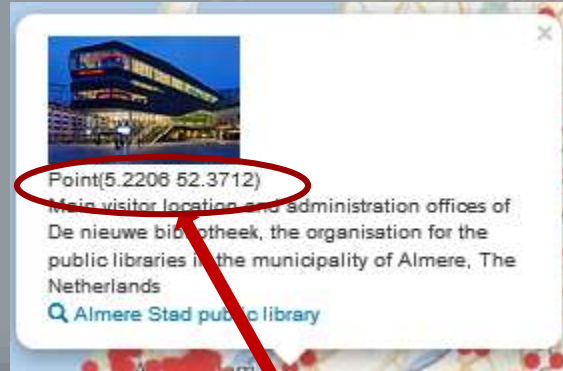 ×
Point(5.2206 52.3712)
Main visitor location and administration offices of
De nieuwe bibliotheek, the organisation for the
public libraries in the municipality of Almere, The
Netherlands
Almere Stad public library